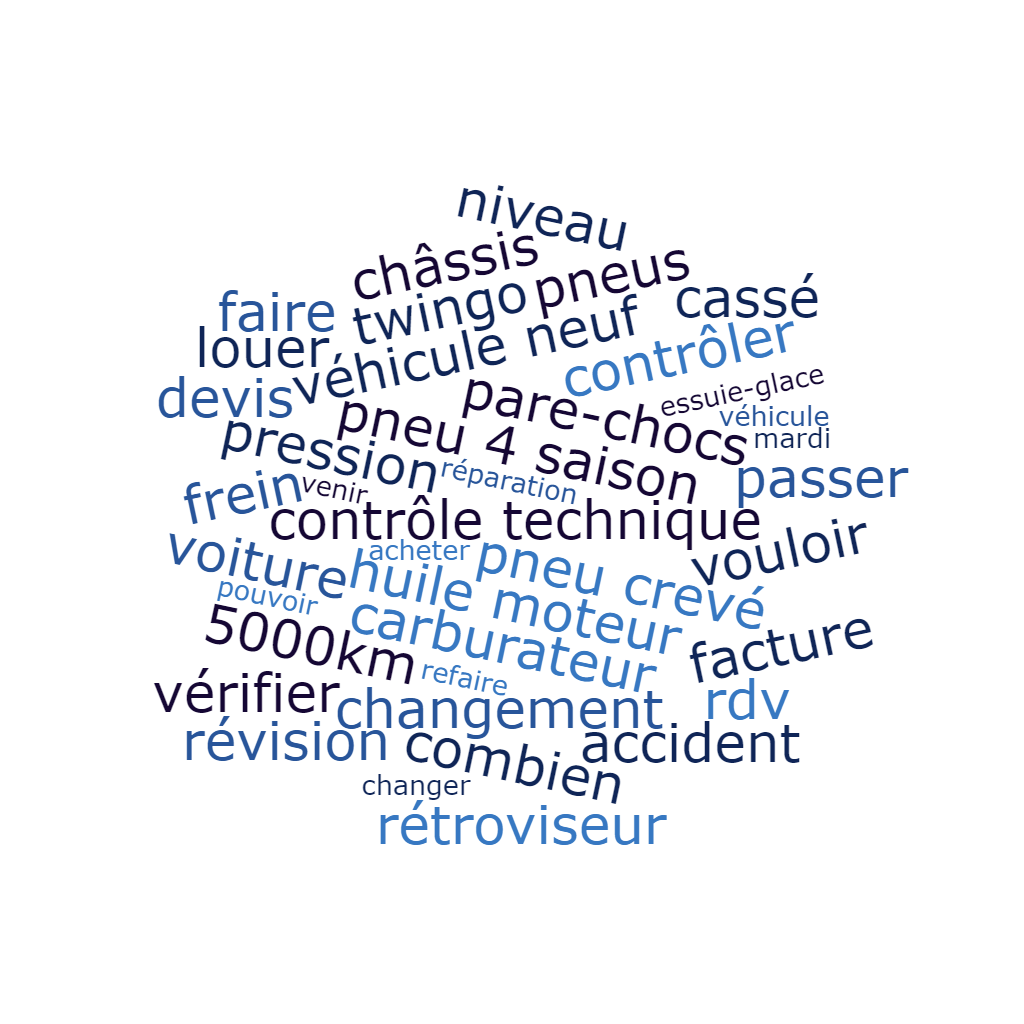 niveau
châssis
pneus
twingo
cassé
faire
louer
véhicule neuf
contrôler
essuie-glace
devis
pare-chocs
véhicule
mardi
pneu 4 saison
pression
réparation
passer
frein
venir
contrôle technique
vouloir
acheter
voiture
pneu crevé
huile moteur
pouvoir
carburateur
5000km
facture
refaire
vérifier
changement
rdv
révision
combien
accident
changer
rétroviseur